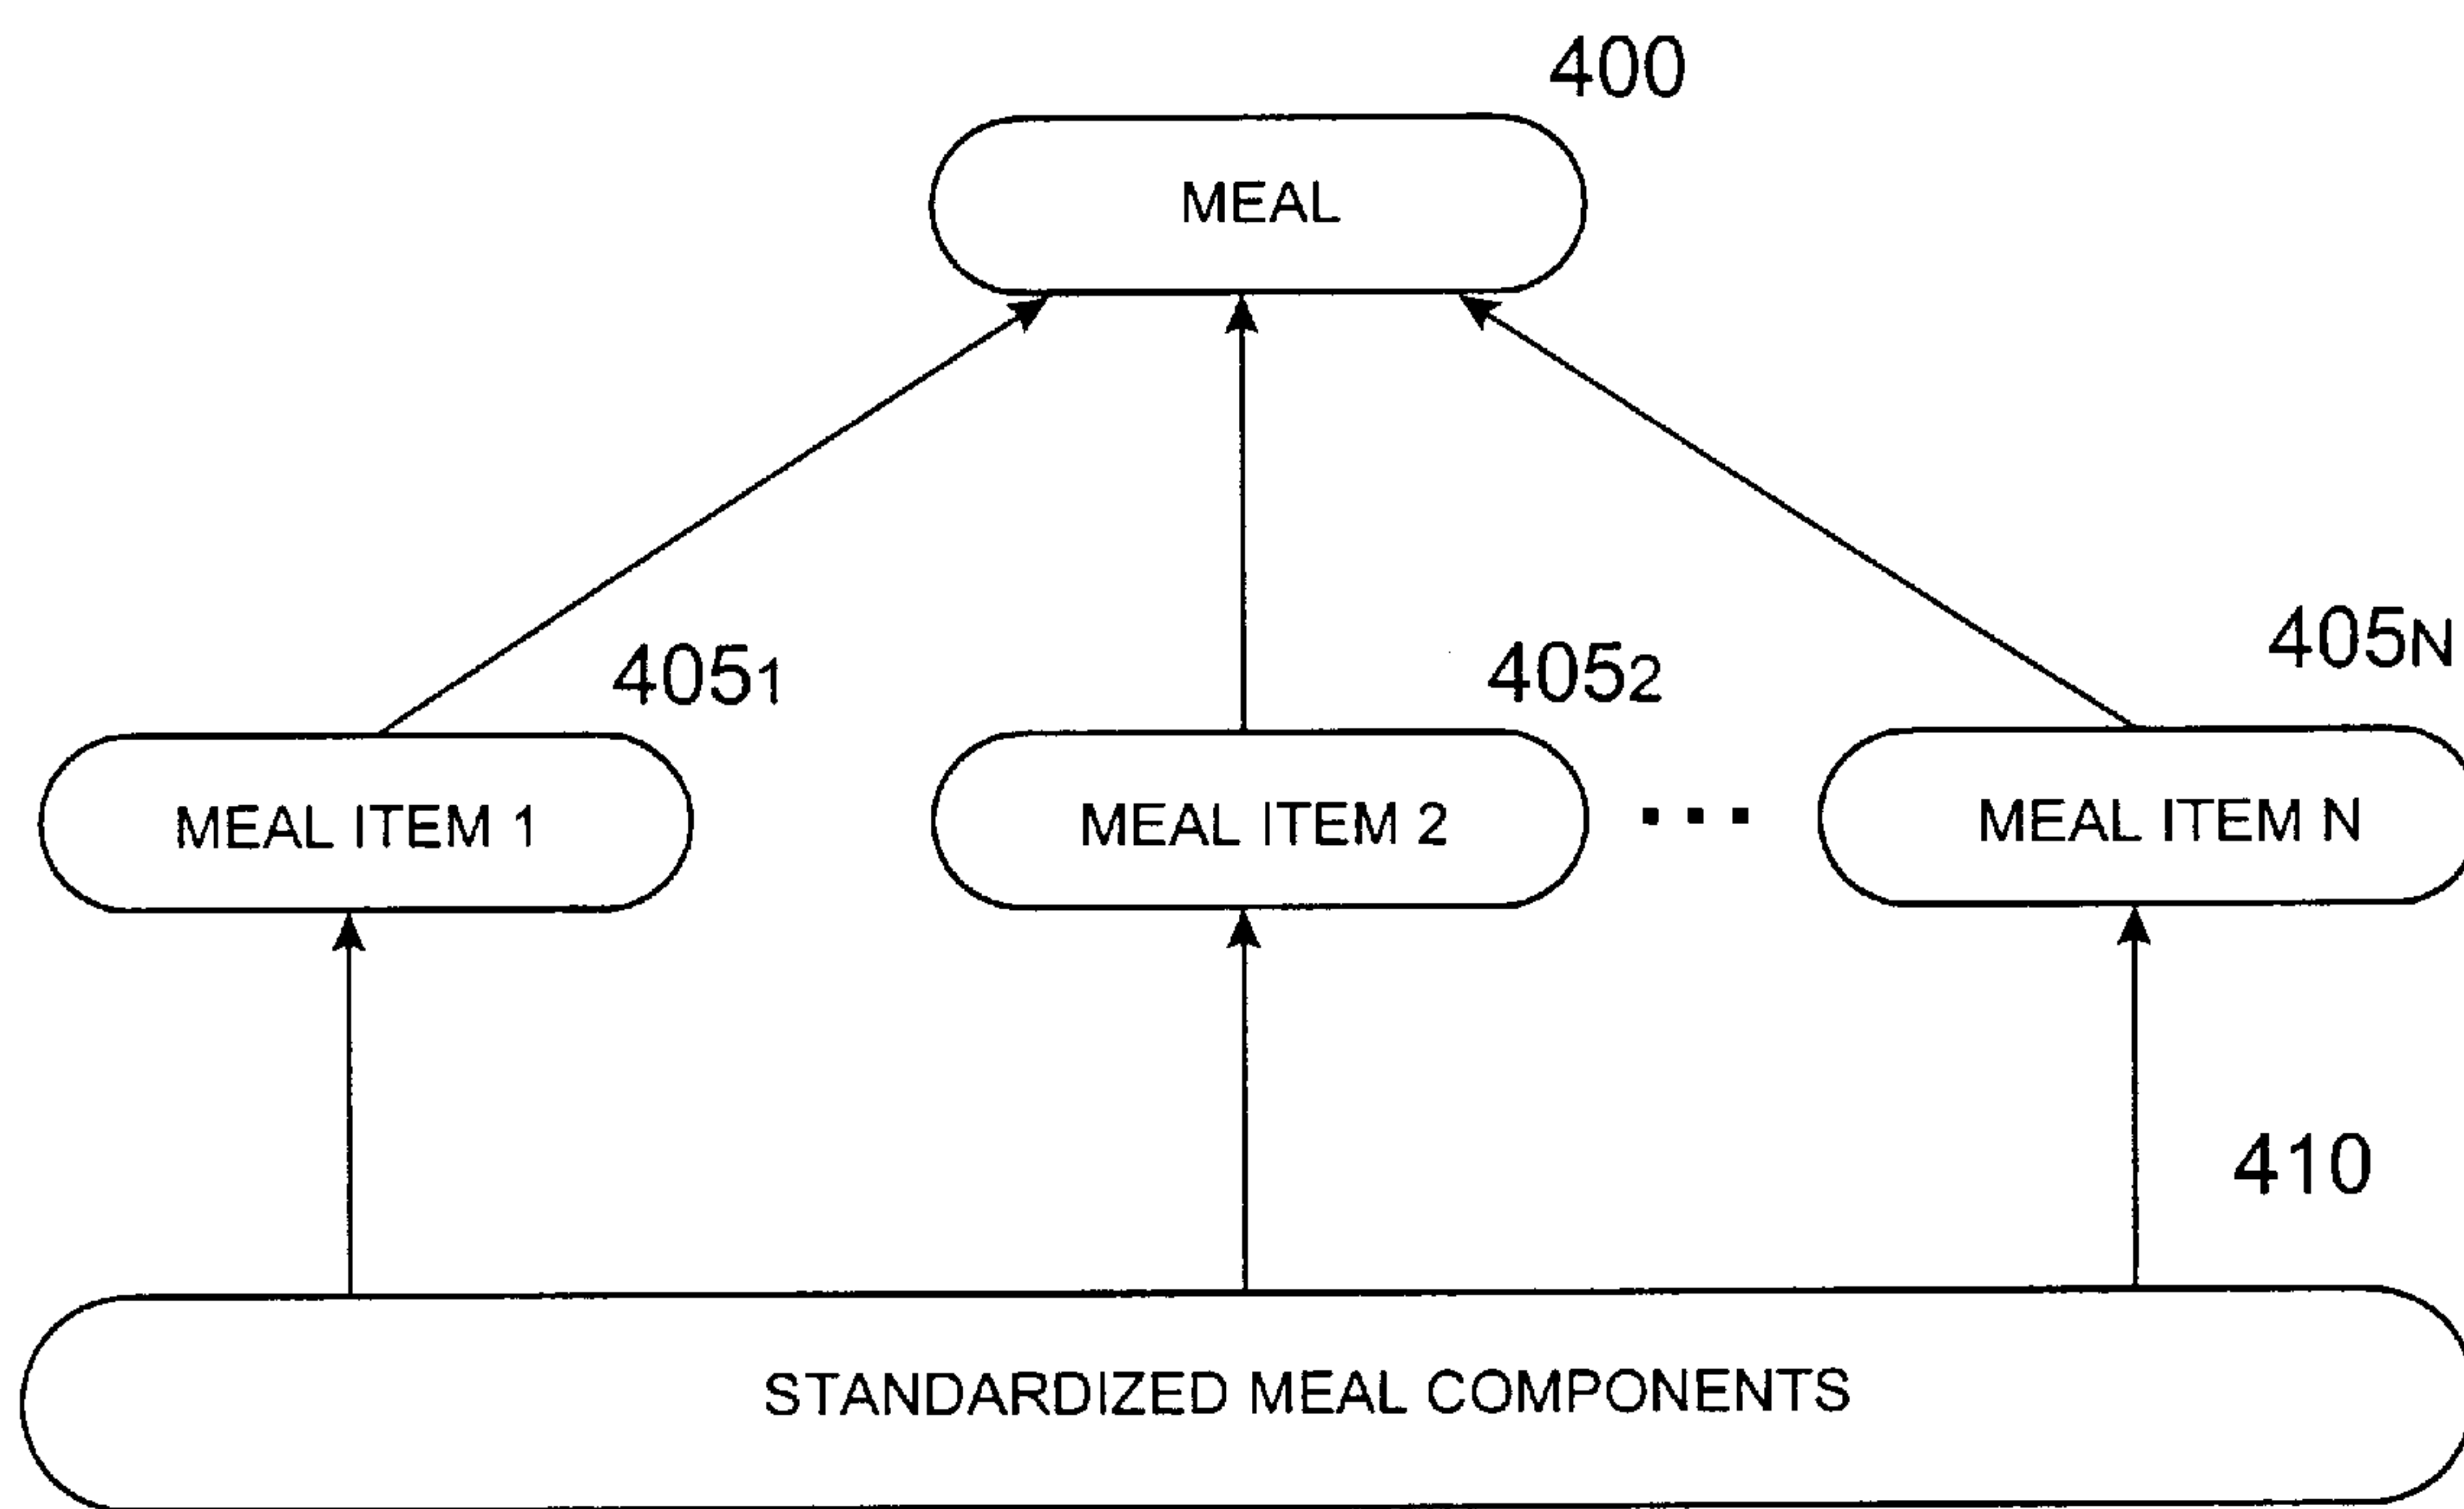 400
MEAL
405N
4051
4052
MEAL ITEM 1
MEAL ITEM 2
...
MEAL ITEM N
410
STANDARDIZED MEAL COMPONENTS